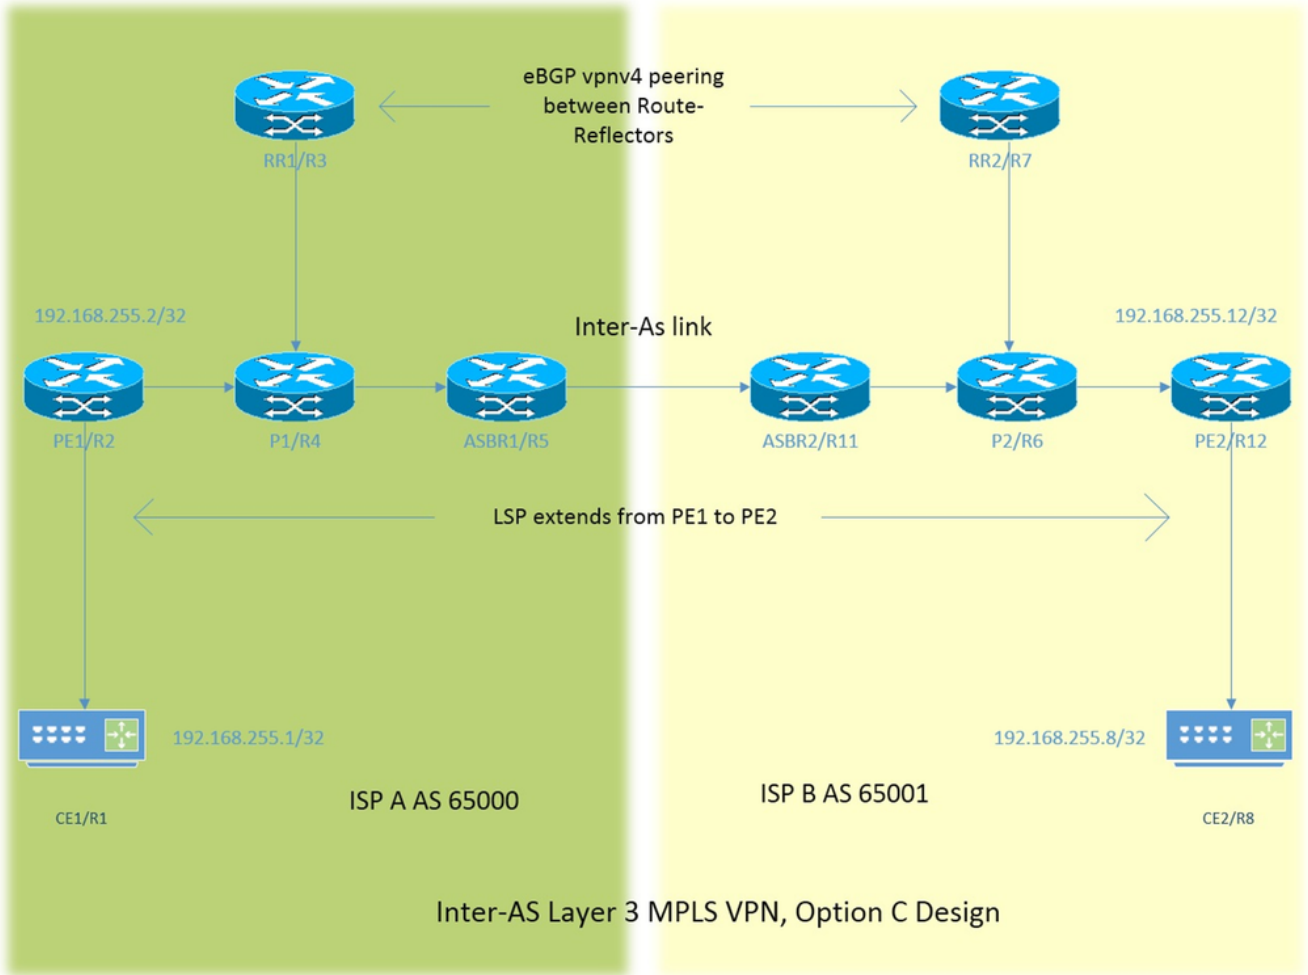 eBGP vpnv4 peering
between Route-
Reflectors
RR1/R3
RR2/R7
192.168.255.2/32
Inter-As link
192.168.255.12/32
PE1/R2
P1/R4
ASBR1/R5
ASBR2/R11
P2/R6
PE2/R12
LSP extends from PE1 to PE2
192.168.255.1/32
192.168.255.8/32
ISP A AS 65000
ISP B AS 65001
CE1/R1
CE2/R8
Inter-AS Layer 3 MPLS VPN, Option C Design